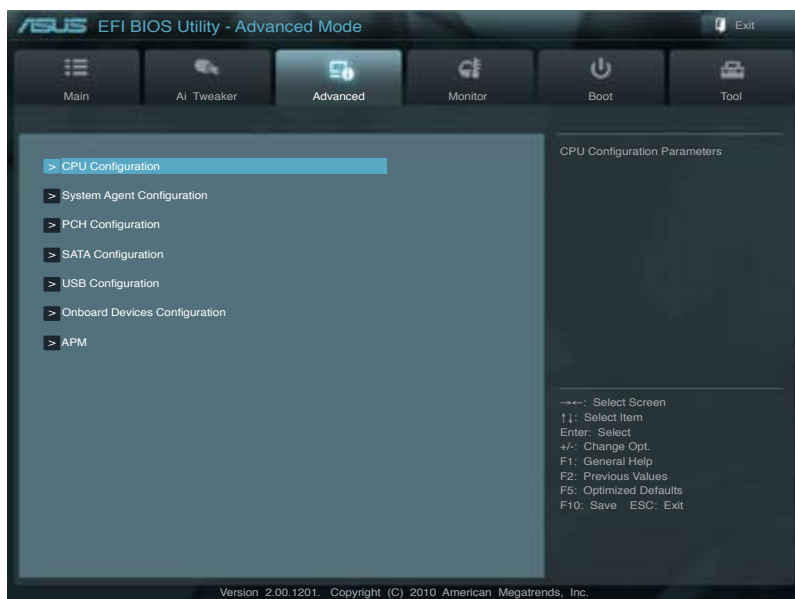 ASUS EFI BIOS Utility - Advanced Mode
Exit
Main
Ai Tweaker
Advanced
Monitor
Boot
Tool
> CPU Configuration
> System Agent Configuration
> PCH Configuration
> SATA Configuration
> USB Configuration
> Onboard Devices Configuration
> APM
CPU Configuration Parameters
→←: Select Screen
↑↓: Select Item
Enter: Select
+/-: Change Opt.
F1: General Help
F2: Previous Values
F5: Optimized Defaults
F10: Save ESC: Exit
Version 2.00.1201. Copyright (C) 2010 American Megatrends, Inc.